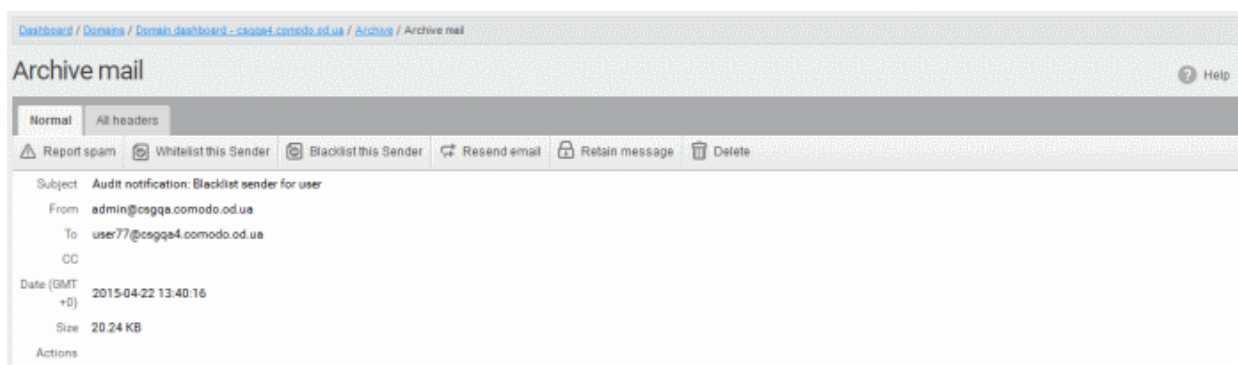 Dashboard / Domains / Domain dashboard - csgqa4.comodo.od.ua / Archive / Archive mail
Archive mail
Help
Normal All headers
Report spam Whitelist this Sender Blacklist this Sender Resend email Retain message Delete
Subject Audit notification: Blacklist sender for user
From admin@csgqa.comodo.od.ua
To user77@csgqa4.comodo.od.ua
CC
Date (GMT
+0) 2015-04-22 13:40:16
Size 20.24 KB
Actions